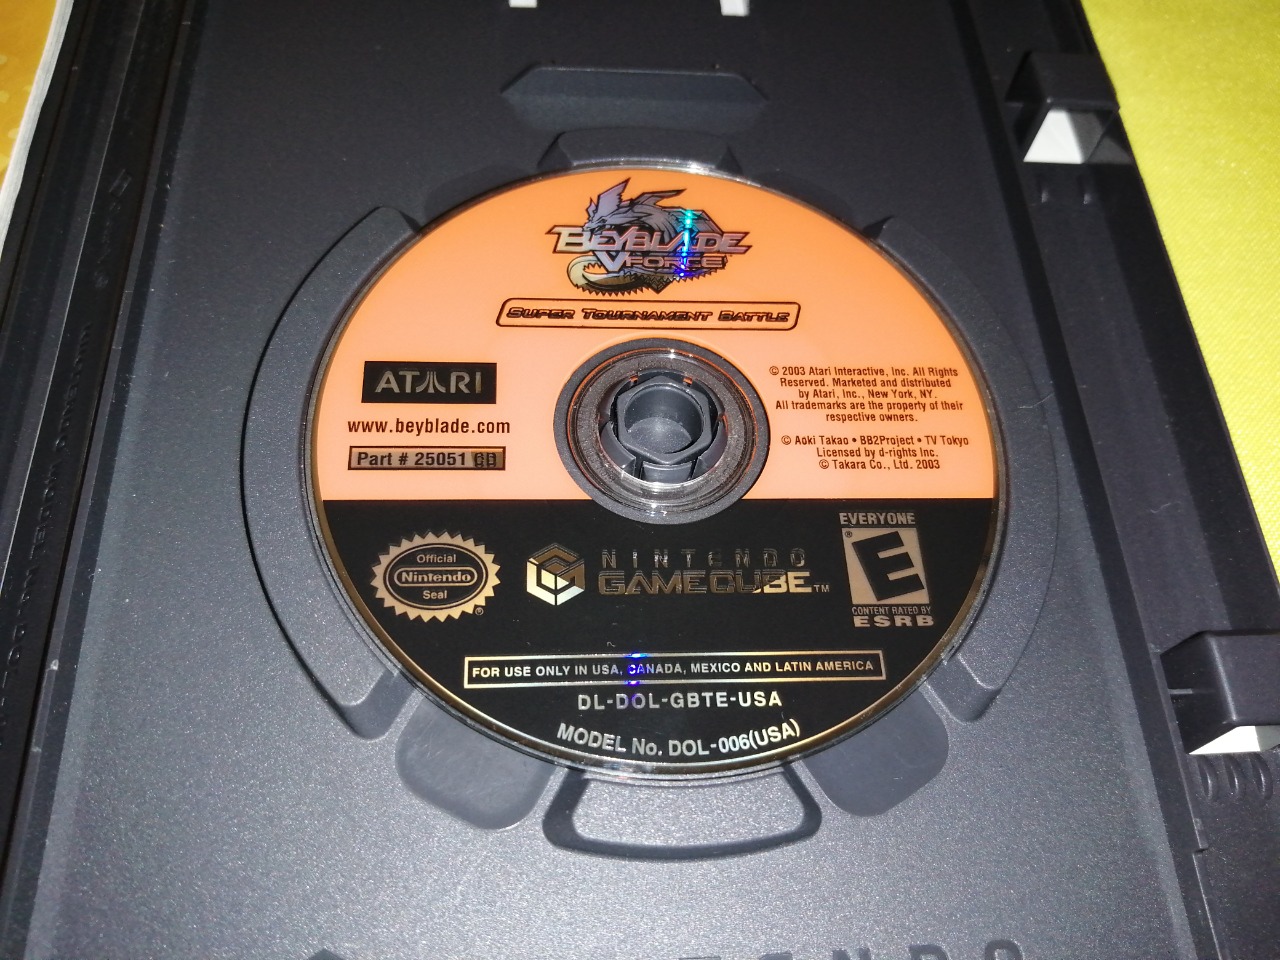 BEYBLADE
VFORCE
SUPER TOURNAMENT BATTLE
ATARI
www.beyblade.com
Part # 25051
© 2003 Atari Interactive, Inc. All Rights
Reserved. Marketed and distributed
by Atari, Inc., New York, NY.
All trademarks are the property of their
respective owners.
© Aoki Takao • BB2Project • TV Tokyo
Licensed by d-rights Inc.
© Takara Co., Ltd. 2003
Official
Nintendo
Seal
®
NINTENDO
GAMECUBE™
EVERYONE
E
®
CONTENT RATED BY
ESRB
FOR USE ONLY IN USA, CANADA, MEXICO AND LATIN AMERICA
DL-DOL-GBTE-USA
MODEL No. DOL-006(USA)